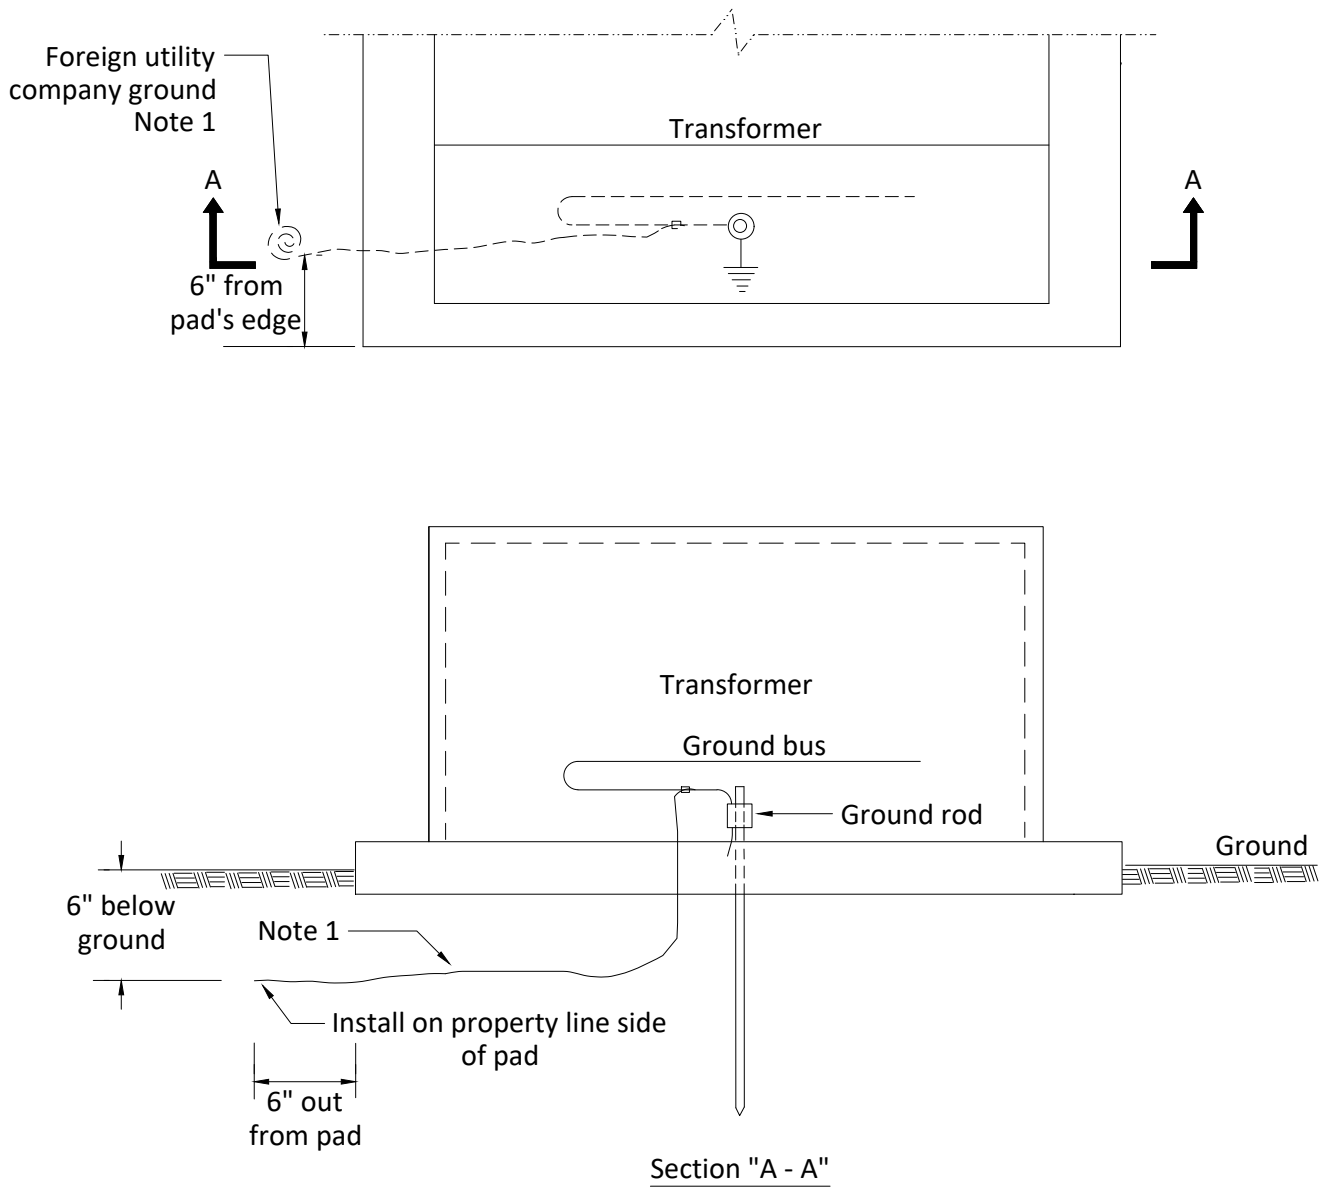 Foreign utility
company ground
Note 1
Transformer
A
A
6" from
pad's edge
Transformer
Ground bus
Ground rod
Ground
6" below
ground
Note 1
Install on property line side
of pad
6" out
from pad
Section "A - A"